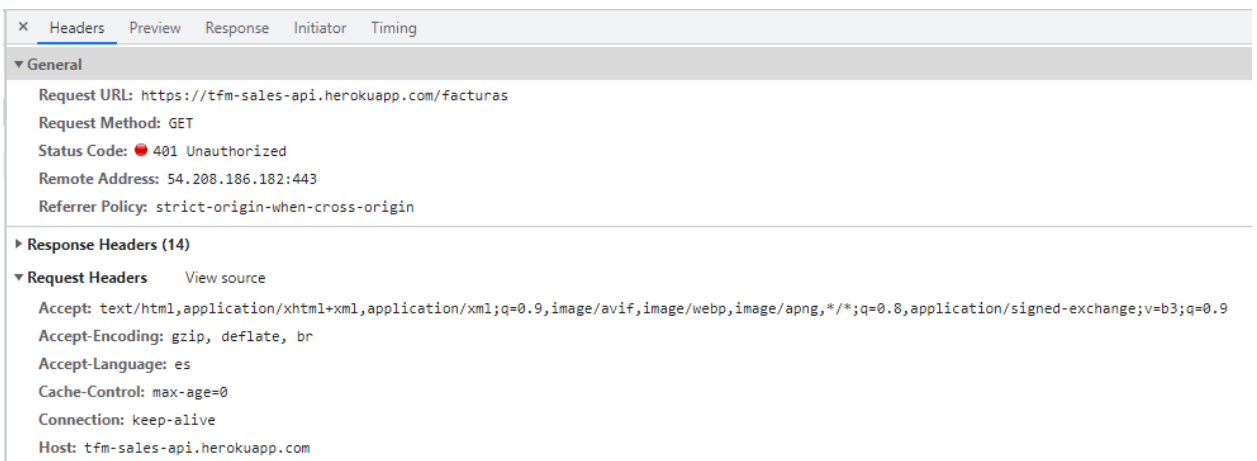 × Headers Preview Response Initiator Timing
▼ General
Request URL: https://tfm-sales-api.herokuapp.com/facturas
Request Method: GET
Status Code: 401 Unauthorized
Remote Address: 54.208.186.182:443
Referrer Policy: strict-origin-when-cross-origin
▶ Response Headers (14)
▼ Request Headers View source
Accept: text/html,application/xhtml+xml,application/xml;q=0.9,image/avif,image/webp,image/apng,*/*;q=0.8,application/signed-exchange;v=b3;q=0.9
Accept-Encoding: gzip, deflate, br
Accept-Language: es
Cache-Control: max-age=0
Connection: keep-alive
Host: tfm-sales-api.herokuapp.com